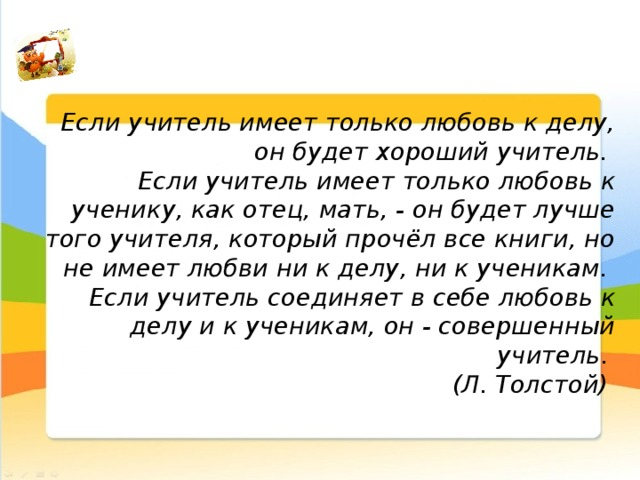 Если учитель имеет только любовь к делу,
он будет хороший учитель.
Если учитель имеет только любовь к
ученику, как отец, мать, - он будет лучше
того учителя, который прочёл все книги, но
не имеет любви ни к делу, ни к ученикам.
Если учитель соединяет в себе любовь к
делу и к ученикам, он - совершенный
учитель.
(Л. Толстой)